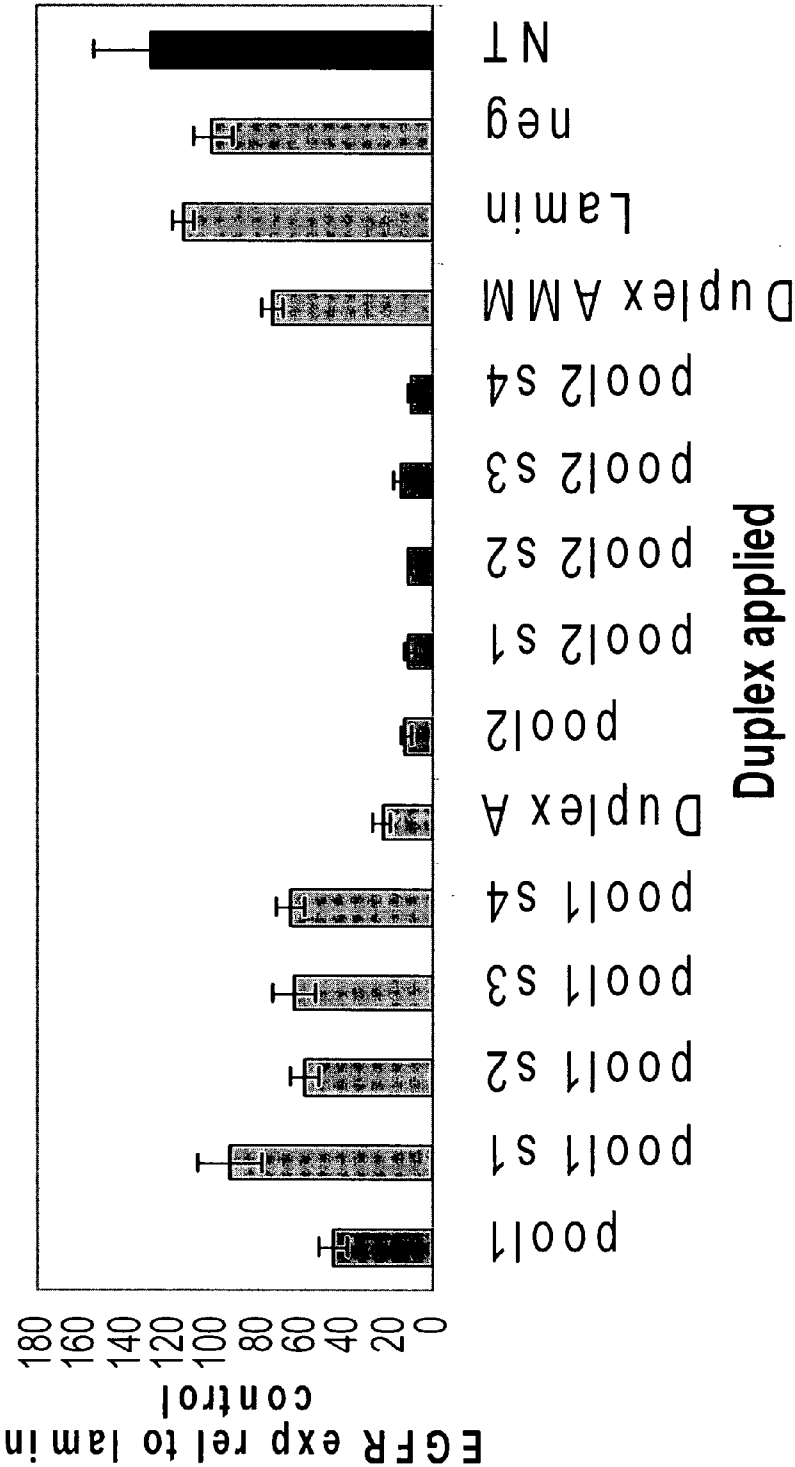 EGFR exp rel to lamin
control
180
160
140
120
100
80
60
40
20
0
pool1
pool1 s1
pool1 s2
pool1 s3
pool1 s4
Duplex A
pool2
pool2 s1
pool2 s2
pool2 s3
pool2 s4
Duplex AMM
Lamin
neg
NT
Duplex applied